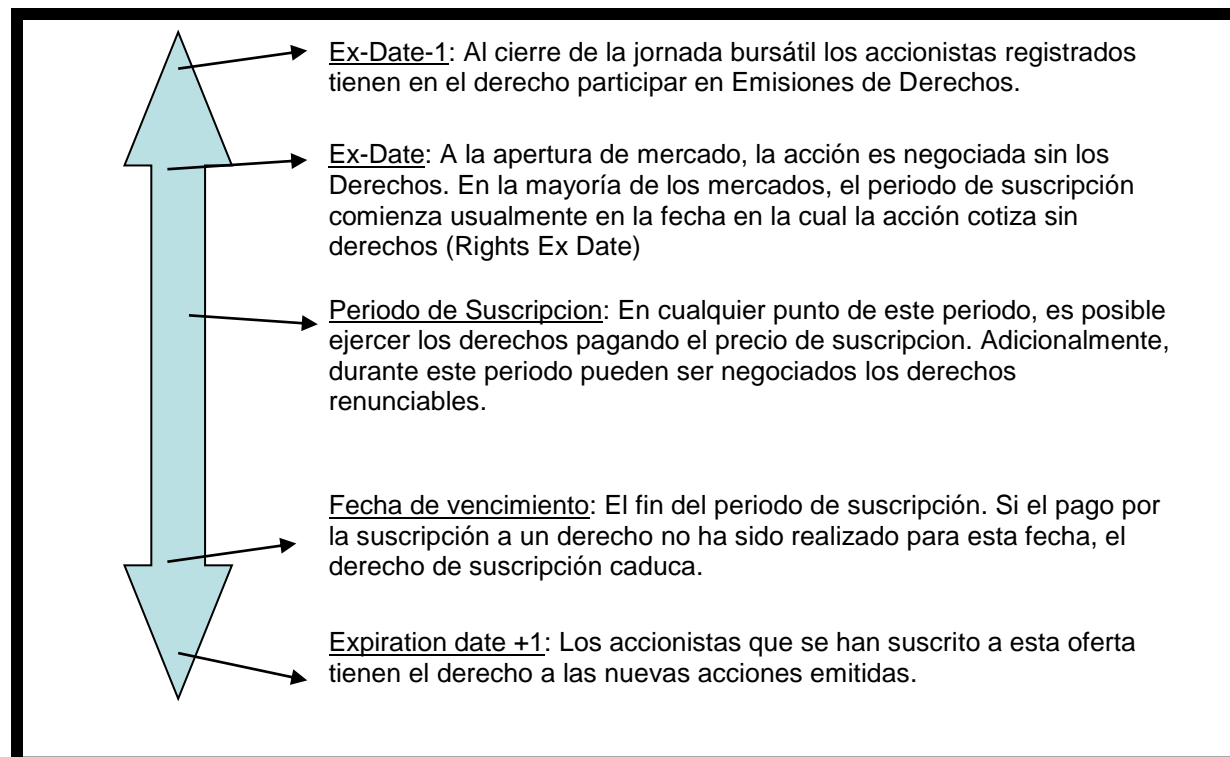 Ex-Date-1: Al cierre de la jornada bursátil los accionistas registrados
tienen en el derecho participar en Emisiones de Derechos.
Ex-Date: A la apertura de mercado, la acción es negociada sin los
Derechos. En la mayoría de los mercados, el periodo de suscripción
comienza usualmente en la fecha en la cual la acción cotiza sin
derechos (Rights Ex Date)
Periodo de Suscripcion: En cualquier punto de este periodo, es posible
ejercer los derechos pagando el precio de suscripcion. Adicionalmente,
durante este periodo pueden ser negociados los derechos
renunciables.
Fecha de vencimiento: El fin del periodo de suscripción. Si el pago por
la suscripción a un derecho no ha sido realizado para esta fecha, el
derecho de suscripción caduca.
Expiration date +1: Los accionistas que se han suscrito a esta oferta
tienen el derecho a las nuevas acciones emitidas.